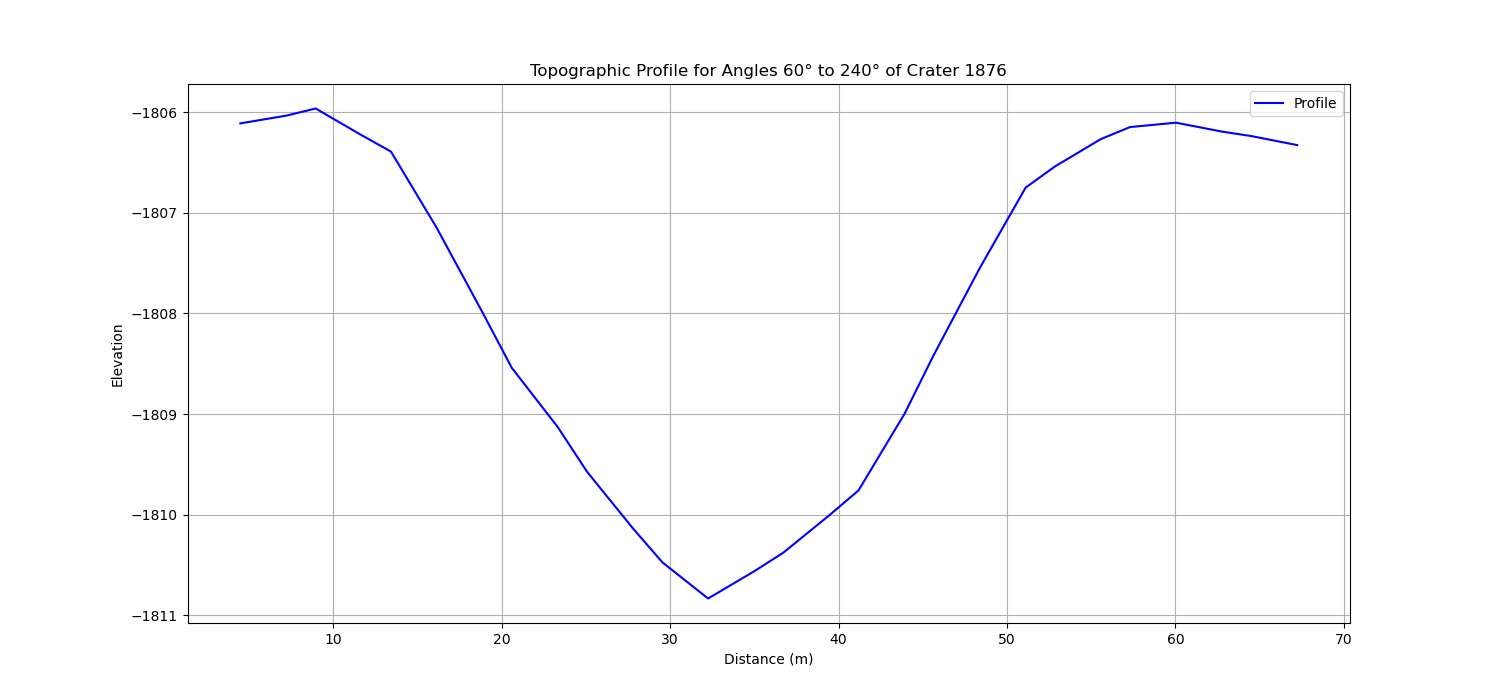 Topographic Profile for Angles 60° to 240° of Crater 1876
Profile
Elevation
−1806
−1807
−1808
−1809
−1810
−1811
10 20 30 40 50 60 70
Distance (m)